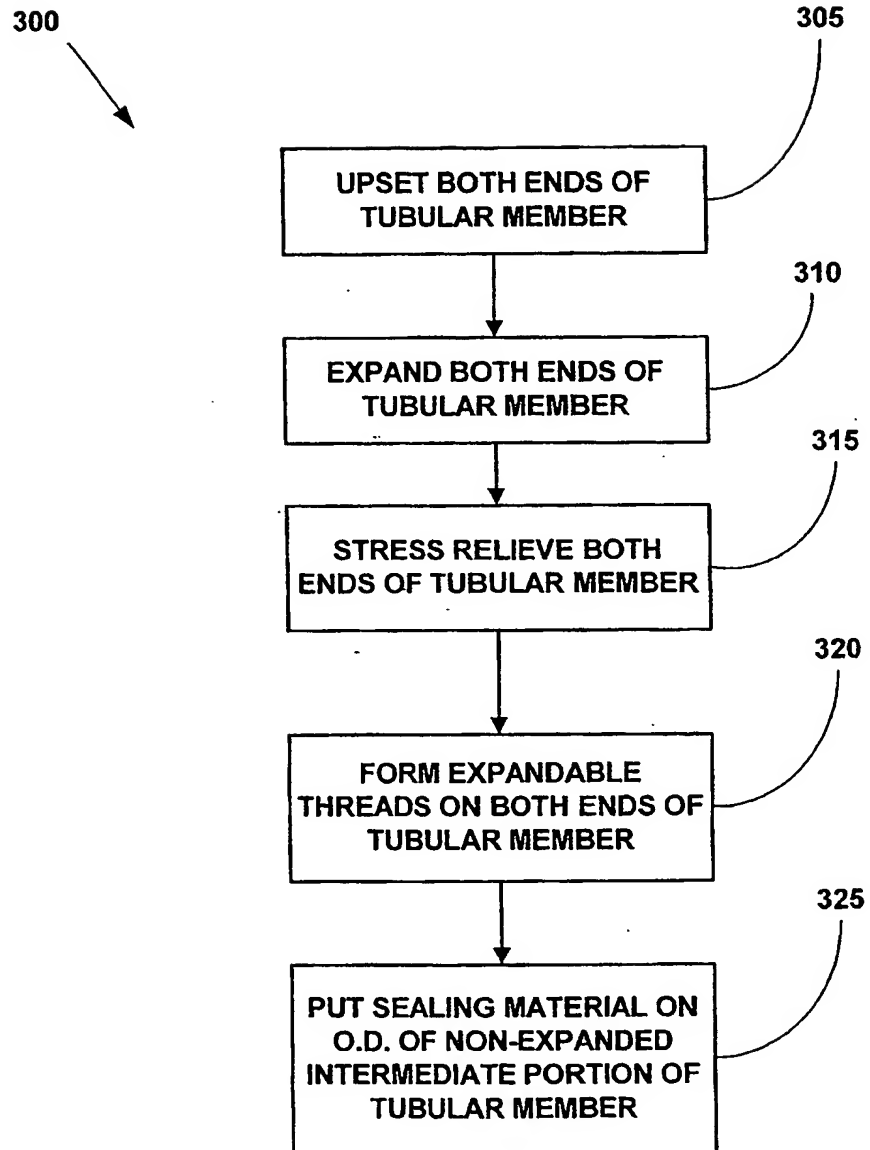 300
305
UPSET BOTH ENDS OF
TUBULAR MEMBER
310
EXPAND BOTH ENDS OF
TUBULAR MEMBER
315
STRESS RELIEVE BOTH
ENDS OF TUBULAR MEMBER
320
FORM EXPANDABLE
THREADS ON BOTH ENDS OF
TUBULAR MEMBER
325
PUT SEALING MATERIAL ON
O.D. OF NON-EXPANDED
INTERMEDIATE PORTION OF
TUBULAR MEMBER